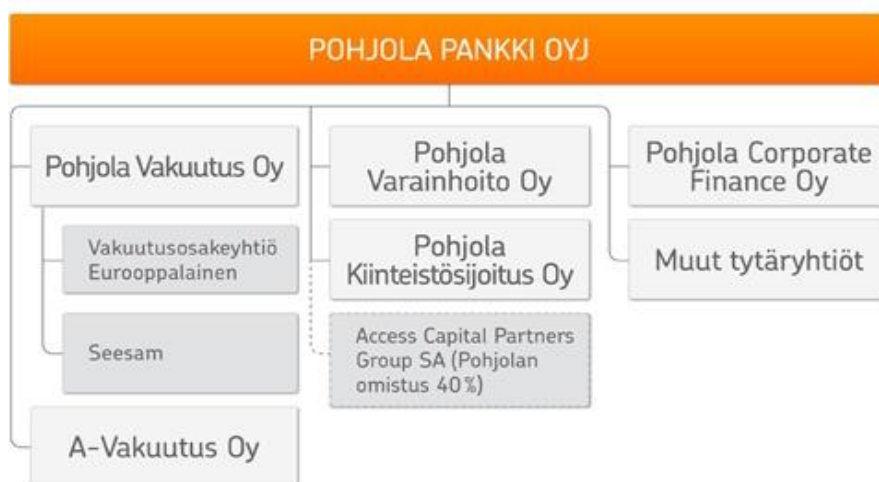 POHJOLA PANKKI OYJ
Pohjola Vakuutus Oy
Vakuutusosakeyhtiö
Eurooppalainen
Seesam
A-Vakuutus Oy
Pohjola
Varainhoito Oy
Pohjola
Kiinteistösijoitus Oy
Access Capital Partners
Group SA (Pohjolan
omistus 40%)
Pohjola Corporate
Finance Oy
Muut tytäryhtiöt